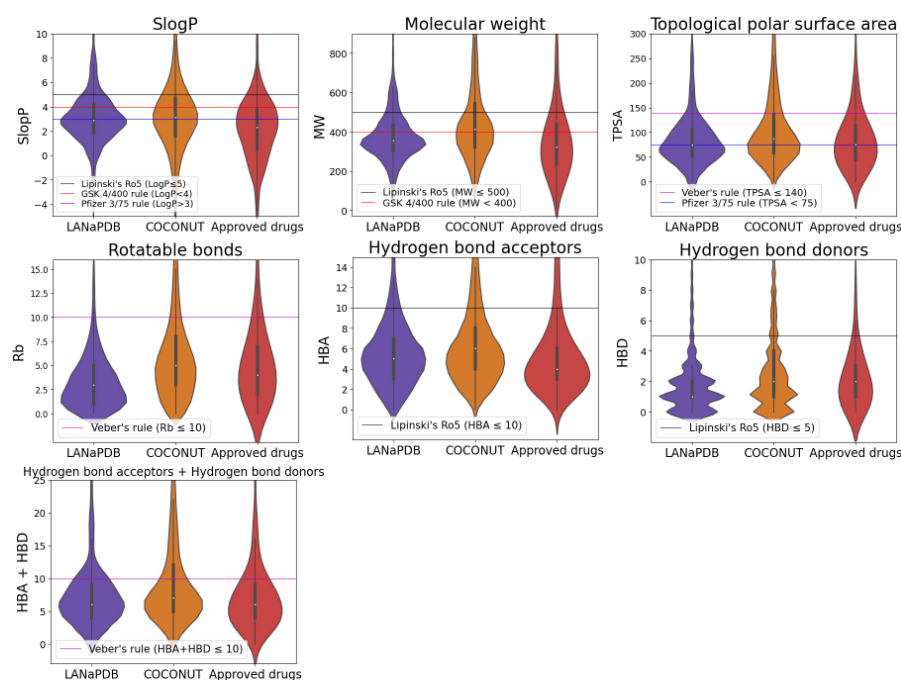 SlogP
10
8
6
4
2
0
−2
−4
SlopP
Lipinski's Ro5 (LogP≤5)
GSK 4/400 rule (LogP<4)
Pfizer 3/75 rule (LogP>3)
LANaPDB COCONUT Approved drugs
Molecular weight
800
600
400
200
0
MW
Lipinski's Ro5 (MW ≤ 500)
GSK 4/400 rule (MW < 400)
LANaPDB COCONUT Approved drugs
Topological polar surface area
300
250
200
150
100
50
0
TPSA
Veber's rule (TPSA ≤ 140)
Pfizer 3/75 rule (TPSA < 75)
LANaPDB COCONUT Approved drugs
Rotatable bonds
15.0
12.5
10.0
7.5
5.0
2.5
0.0
Rb
Veber's rule (Rb ≤ 10)
LANaPDB COCONUT Approved drugs
Hydrogen bond acceptors
14
12
10
8
6
4
2
0
HBA
Lipinski's Ro5 (HBA ≤ 10)
LANaPDB COCONUT Approved drugs
Hydrogen bond donors
10
8
6
4
2
0
HBD
Lipinski's Ro5 (HBD ≤ 5)
LANaPDB COCONUT Approved drugs
Hydrogen bond acceptors + Hydrogen bond donors
25
20
15
10
5
0
HBA + HBD
Veber's rule (HBA+HBD ≤ 10)
LANaPDB COCONUT Approved drugs